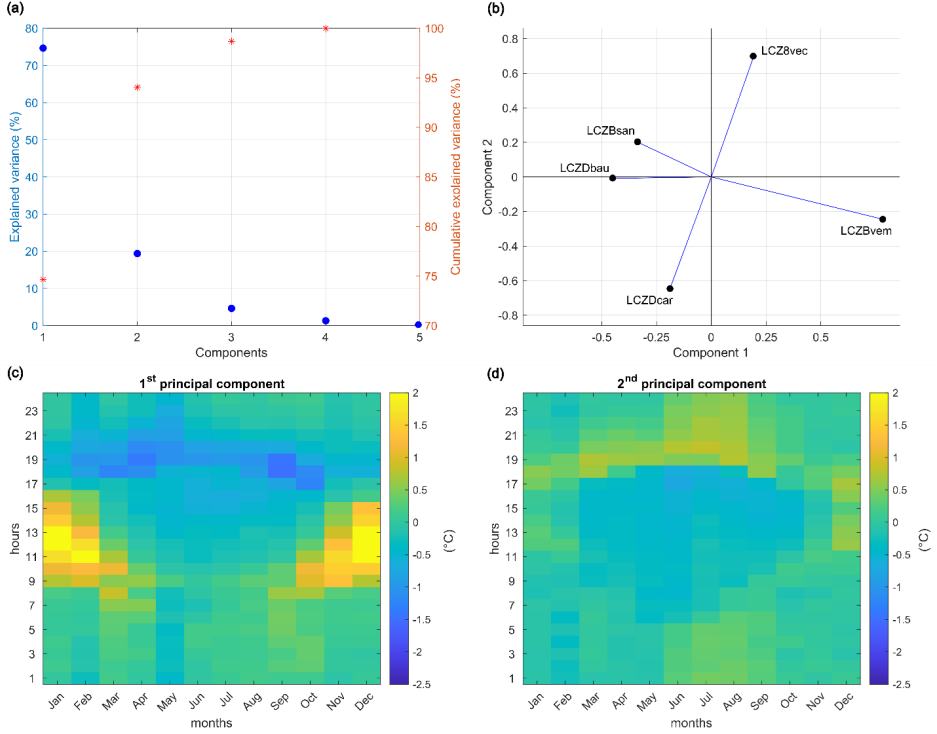 (a)
80
70
60
50
40
30
20
10
0
Explained variance (%)
100
95
90
85
80
75
70
Cumulative explained variance (%)
1 2 3 4 5
Components
(b)
0.8
0.6
0.4
0.2
0
-0.2
-0.4
-0.6
-0.8
Component 2
LCZ8vec
LCZBsan
LCZDbau
LCZBvem
LCZDcar
-0.5 -0.25 0 0.25 0.5
Component 1
(c)
1st principal component
23
21
19
17
15
13
11
9
7
5
3
1
hours
Jan Feb Mar Apr May Jun Jul Aug Sep Oct Nov Dec
months
2
1.5
1
0.5
0
-0.5
-1
-1.5
-2
-2.5
(°C)
(d)
2nd principal component
23
21
19
17
15
13
11
9
7
5
3
1
hours
Jan Feb Mar Apr May Jun Jul Aug Sep Oct Nov Dec
months
2
1.5
1
0.5
0
-0.5
-1
-1.5
-2
-2.5
(°C)